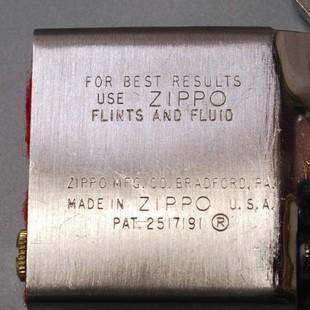 FOR BEST RESULTS
USE ZIPPO
FLINTS AND FLUID
ZIPPO MFG. CO. BRADFORD, PA.
MADE IN ZIPPO U.S.A.
PAT. 2517191 ®